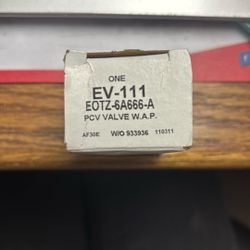 ONE
EV-111
EOTZ-6A666-A
PCV VALVE W.A.P.
AF30E W/O 933936 110311